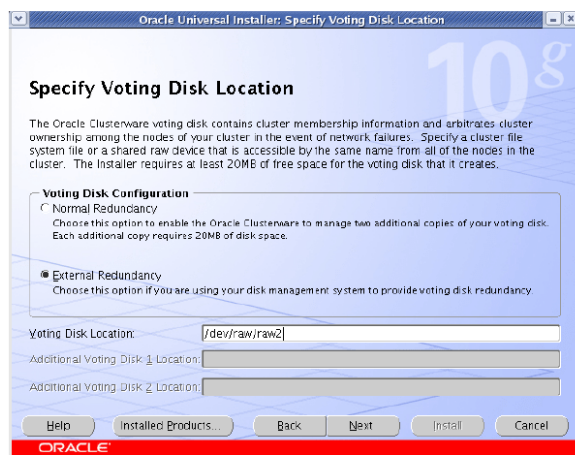 Oracle Universal Installer: Specify Voting Disk Location
10g
Specify Voting Disk Location
The Oracle Clusterware voting disk contains cluster membership information and arbitrates cluster
ownership among the nodes of your cluster in the event of network failures. Specify a cluster file
system file or a shared raw device that is accessible by the same name from all of the nodes in the
cluster. The Installer requires at least 20MB of free space for the voting disk that it creates.
Voting Disk Configuration
Normal Redundancy
Choose this option to enable the Oracle Clusterware to manage two additional copies of your voting disk.
Each additional copy requires 20MB of disk space.
External Redundancy
Choose this option if you are using your disk management system to provide voting disk redundancy.
Voting Disk Location: /dev/raw/raw2
Additional Voting Disk 1 Location:
Additional Voting Disk 2 Location:
Help Installed Products... Back Next Install Cancel
ORACLE